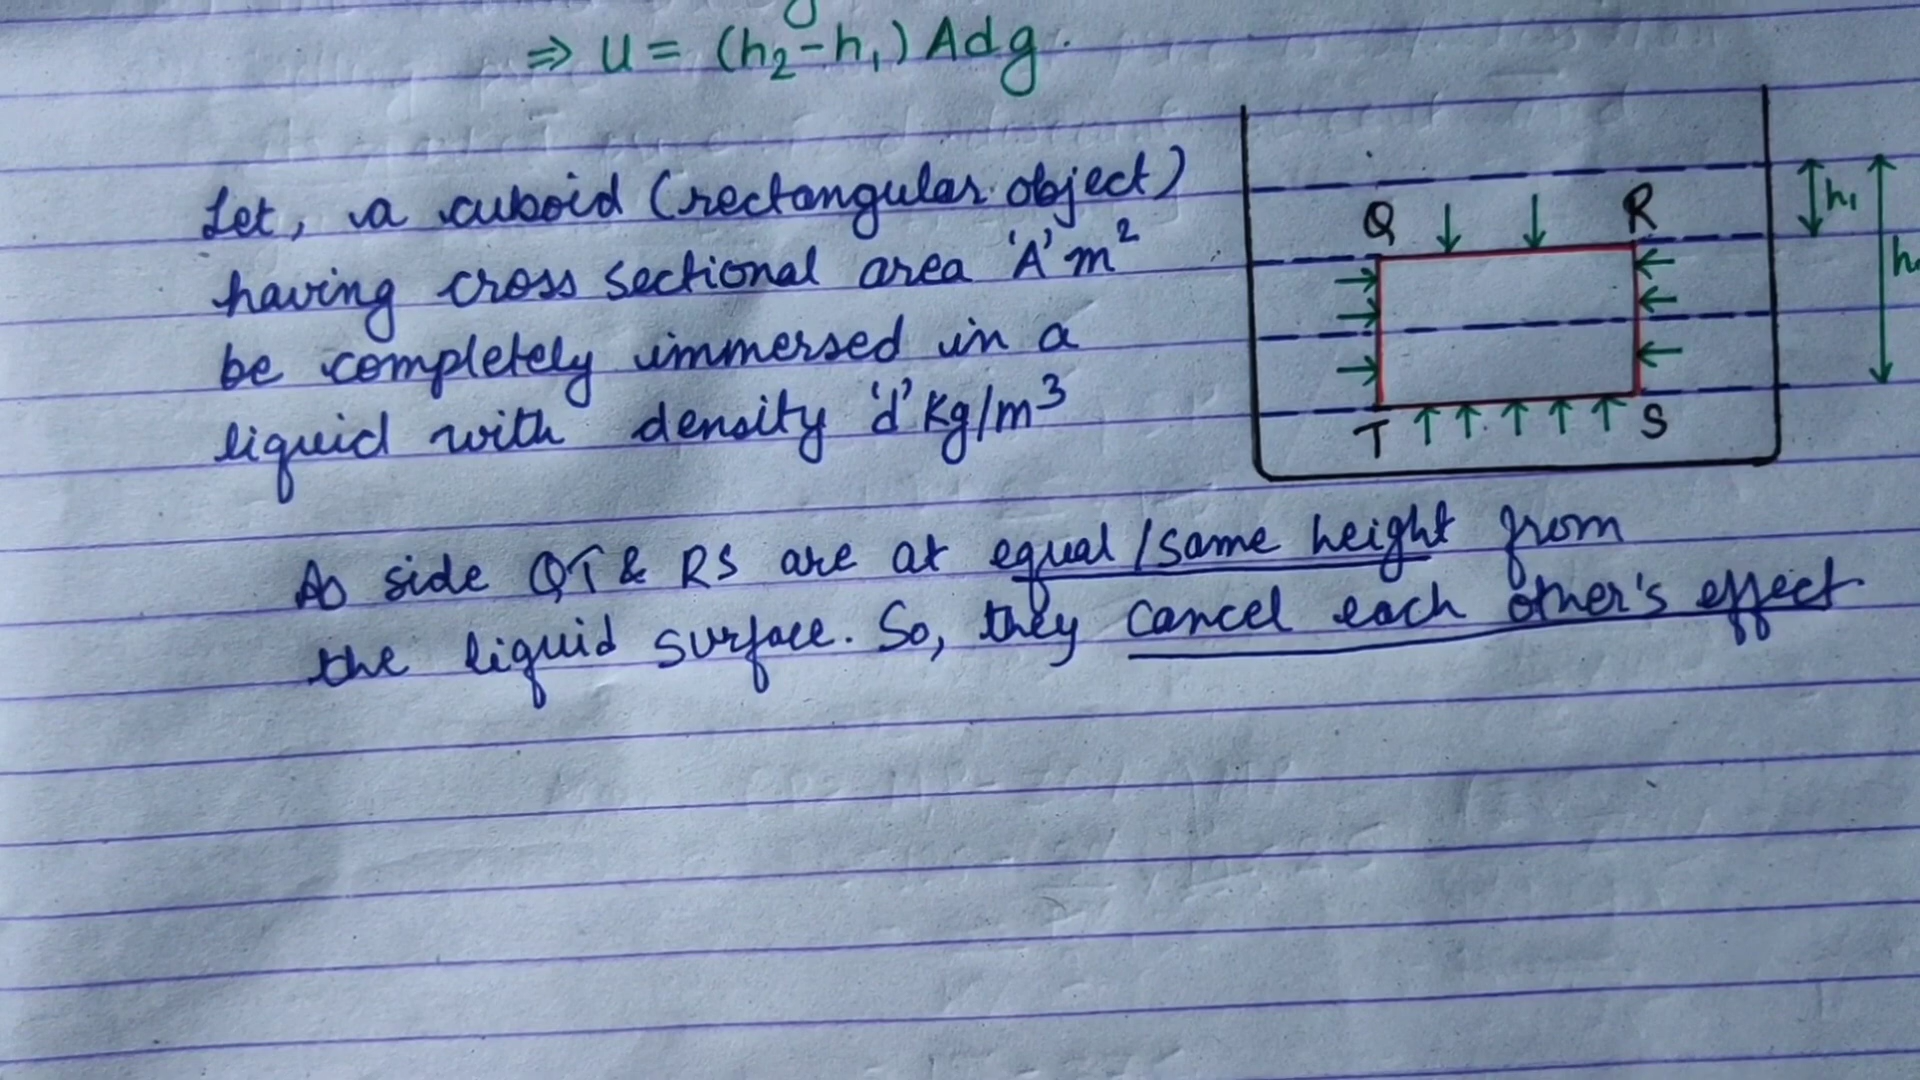 ⇒ U = (h₂-h₁) Adg.
Let, a cuboid (rectangular object)
having cross sectional area 'A' m²
be completely immersed in a
liquid with density 'd' Kg/m³
Q R
h₁
h
T S
As side QT & RS are at equal/same height from
the liquid surface. So, they cancel each other's effect.